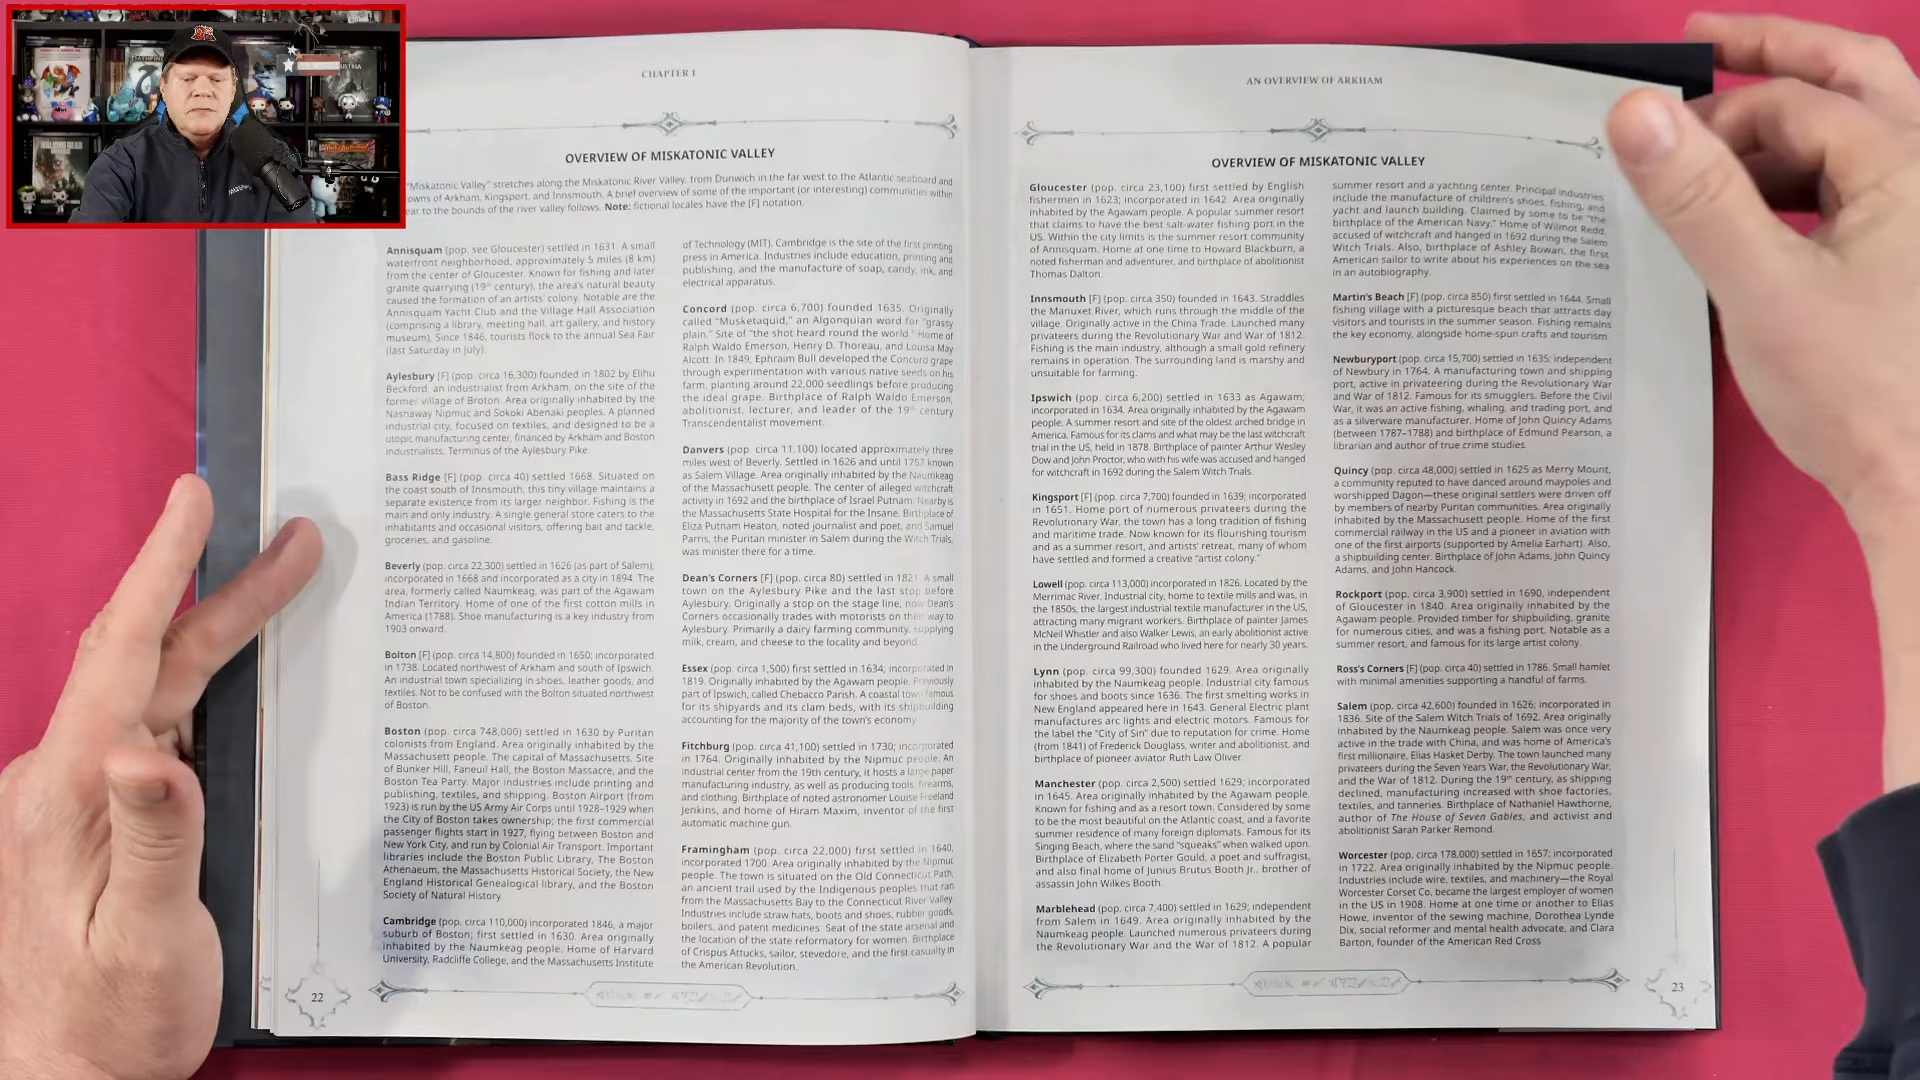 CHAPTER I
OVERVIEW OF MISKATONIC VALLEY
"Miskatonic Valley" stretches along the Miskatonic River Valley, from Dunwich in the far west to the Atlantic seaboard and
owns of Arkham, Kingsport, and Innsmouth. A brief overview of some of the important (or interesting) communities within
ear to the bounds of the river valley follows. Note: fictional locales have the [F] notation.
Annisquam (pop. see Gloucester) settled in 1631. A small
waterfront neighborhood, approximately 5 miles (8 km)
from the center of Gloucester. Known for fishing and later
granite quarrying (19th century), the area's natural beauty
caused the formation of an artists' colony. Notable are the
Annisquam Yacht Club and the Village Hall Association
(comprising a library, meeting hall, art gallery, and history
museum). Since 1846, tourists flock to the annual Sea Fair
(last Saturday in July).
Aylesbury [F] (pop. circa 16,300) founded in 1802 by Elihu
Beckford, an industrialist from Arkham, on the site of the
former village of Broton. Area originally inhabited by the
Nashaway Nipmuc and Sokoki Abenaki peoples. A planned
industrial city, focused on textiles, and designed to be a
utopic manufacturing center, financed by Arkham and Boston
industrialists. Terminus of the Aylesbury Pike.
Bass Ridge [F] (pop. circa 40) settled 1668. Situated on
the coast south of Innsmouth, this tiny village maintains a
separate existence from its larger neighbor. Fishing is the
main and only industry. A single general store caters to the
inhabitants and occasional visitors, offering bait and tackle,
groceries, and gasoline.
Beverly (pop. circa 22,300) settled in 1626 (as part of Salem);
incorporated in 1668 and incorporated as a city in 1894. The
area, formerly called Naumkeag, was part of the Agawam
Indian Territory. Home of one of the first cotton mills in
America (1788). Shoe manufacturing is a key industry from
1903 onward.
Bolton [F] (pop. circa 14,800) founded in 1650; incorporated
in 1738. Located northwest of Arkham and south of Ipswich.
An industrial town specializing in shoes, leather goods, and
textiles. Not to be confused with the Bolton situated northwest
of Boston.
Boston (pop. circa 748,000) settled in 1630 by Puritan
colonists from England. Area originally inhabited by the
Massachusett people. The capital of Massachusetts. Site
of Bunker Hill, Faneuil Hall, the Boston Massacre, and the
Boston Tea Party. Major industries include printing and
publishing, textiles, and shipping. Boston Airport (from
1923) is run by the US Army Air Corps until 1928–1929 when
the City of Boston takes ownership; the first commercial
passenger flights start in 1927, flying between Boston and
New York City, and run by Colonial Air Transport. Important
libraries include the Boston Public Library, The Boston
Athenaeum, the Massachusetts Historical Society, the New
England Historical Genealogical library, and the Boston
Society of Natural History.
Cambridge (pop. circa 110,000) incorporated 1846, a major
suburb of Boston; first settled in 1630. Area originally
inhabited by the Naumkeag people. Home of Harvard
University, Radcliffe College, and the Massachusetts Institute
of Technology (MIT). Cambridge is the site of the first printing
press in America. Industries include education, printing and
publishing, and the manufacture of soap, candy, ink, and
electrical apparatus.
Concord (pop. circa 6,700) founded 1635. Originally
called "Musketaquid," an Algonquian word for "grassy
plain." Site of "the shot heard round the world." Home of
Ralph Waldo Emerson, Henry D. Thoreau, and Louisa May
Alcott. In 1849, Ephraim Bull developed the Concord grape
through experimentation with various native seeds on his
farm, planting around 22,000 seedlings before producing
the ideal grape. Birthplace of Ralph Waldo Emerson,
abolitionist, lecturer, and leader of the 19th century
Transcendentalist movement.
Danvers (pop. circa 11,100) located approximately three
miles west of Beverly. Settled in 1626 and until 1757 known
as Salem Village. Area originally inhabited by the Naumkeag
of the Massachusett people. The center of alleged witchcraft
activity in 1692 and the birthplace of Israel Putnam. Nearby is
the Massachusetts State Hospital for the Insane. Birthplace of
Eliza Putnam Heaton, noted journalist and poet, and Samuel
Parris, the Puritan minister in Salem during the Witch Trials,
was minister there for a time.
Dean's Corners [F] (pop. circa 80) settled in 1821. A small
town on the Aylesbury Pike and the last stop before
Aylesbury. Originally a stop on the stage line, now Dean's
Corners occasionally trades with motorists on their way to
Aylesbury. Primarily a dairy farming community, supplying
milk, cream, and cheese to the locality and beyond.
Essex (pop. circa 1,500) first settled in 1634; incorporated in
1819. Originally inhabited by the Agawam people. Previously
part of Ipswich, called Chebacco Parish. A coastal town famous
for its shipyards and its clam beds, with its shipbuilding
accounting for the majority of the town's economy
Fitchburg (pop. circa 41,100) settled in 1730; incorporated
in 1764. Originally inhabited by the Nipmuc people. An
industrial center from the 19th century, it hosts a large paper
manufacturing industry, as well as producing tools, firearms,
and clothing. Birthplace of noted astronomer Louise Freeland
Jenkins, and home of Hiram Maxim, inventor of the first
automatic machine gun.
Framingham (pop. circa 22,000) first settled in 1640,
incorporated 1700. Area originally inhabited by the Nipmuc
people. The town is situated on the Old Connecticut Path,
an ancient trail used by the Indigenous peoples that ran
from the Massachusetts Bay to the Connecticut River Valley.
Industries include straw hats, boots and shoes, rubber goods,
boilers, and patent medicines. Seat of the state arsenal and
the location of the state reformatory for women. Birthplace
of Crispus Attucks, sailor, stevedore, and the first casualty in
the American Revolution.
22
AN OVERVIEW OF ARKHAM
OVERVIEW OF MISKATONIC VALLEY
Gloucester (pop. circa 23,100) first settled by English
fishermen in 1623; incorporated in 1642. Area originally
inhabited by the Agawam people. A popular summer resort
that claims to have the best salt-water fishing port in the
US. Within the city limits is the summer resort community
of Annisquam. Home at one time to Howard Blackburn, a
noted fisherman and adventurer, and birthplace of abolitionist
Thomas Dalton.
Innsmouth [F] (pop. circa 350) founded in 1643. Straddles
the Manuxet River, which runs through the middle of the
village. Originally active in the China Trade. Launched many
privateers during the Revolutionary War and War of 1812.
Fishing is the main industry, although a small gold refinery
remains in operation. The surrounding land is marshy and
unsuitable for farming.
Ipswich (pop. circa 6,200) settled in 1633 as Agawam;
incorporated in 1634. Area originally inhabited by the Agawam
people. A summer resort and site of the oldest arched bridge in
America. Famous for its clams and what may be the last witchcraft
trial in the US, held in 1878. Birthplace of painter Arthur Wesley
Dow and John Proctor, who with his wife was accused and hanged
for witchcraft in 1692 during the Salem Witch Trials.
Kingsport [F] (pop. circa 7,700) founded in 1639; incorporated
in 1651. Home port of numerous privateers during the
Revolutionary War, the town has a long tradition of fishing
and maritime trade. Now known for its flourishing tourism
and as a summer resort, and artists' retreat, many of whom
have settled and formed a creative "artist colony."
Lowell (pop. circa 113,000) incorporated in 1826. Located by the
Merrimac River. Industrial city, home to textile mills and was, in
the 1850s, the largest industrial textile manufacturer in the US,
attracting many migrant workers. Birthplace of painter James
McNeil Whistler and also Walker Lewis, an early abolitionist active
in the Underground Railroad who lived here for nearly 30 years.
Lynn (pop. circa 99,300) founded 1629. Area originally
inhabited by the Naumkeag people. Industrial city famous
for shoes and boots since 1636. The first smelting works in
New England appeared here in 1643. General Electric plant
manufactures arc lights and electric motors. Famous for
the label the "City of Sin" due to reputation for crime. Home
(from 1841) of Frederick Douglass, writer and abolitionist, and
birthplace of pioneer aviator Ruth Law Oliver.
Manchester (pop. circa 2,500) settled 1629; incorporated
in 1645. Area originally inhabited by the Agawam people.
Known for fishing and as a resort town. Considered by some
to be the most beautiful on the Atlantic coast, and a favorite
summer residence of many foreign diplomats. Famous for its
Singing Beach, where the sand "squeaks" when walked upon.
Birthplace of Elizabeth Porter Gould, a poet and suffragist,
and also final home of Junius Brutus Booth Jr., brother of
assassin John Wilkes Booth.
Marblehead (pop. circa 7,400) settled in 1629; independent
from Salem in 1649. Area originally inhabited by the
Naumkeag people. Launched numerous privateers during
the Revolutionary War and the War of 1812. A popular
summer resort and a yachting center. Principal industries
include the manufacture of children's shoes, fishing, and
yacht and launch building. Claimed by some to be "the
birthplace of the American Navy." Home of Wilmot Redd,
accused of witchcraft and hanged in 1692 during the Salem
Witch Trials. Also, birthplace of Ashley Bowan, the first
American sailor to write about his experiences on the sea
in an autobiography.
Martin's Beach [F] (pop. circa 850) first settled in 1644. Small
fishing village with a picturesque beach that attracts day
visitors and tourists in the summer season. Fishing remains
the key economy, alongside home-spun crafts and tourism.
Newburyport (pop. circa 15,700) settled in 1635; independent
of Newbury in 1764. A manufacturing town and shipping
port, active in privateering during the Revolutionary War
and War of 1812. Famous for its smugglers. Before the Civil
War, it was an active fishing, whaling, and trading port, and
as a silverware manufacturer. Home of John Quincy Adams
(between 1787–1788) and birthplace of Edmund Pearson, a
librarian and author of true crime studies.
Quincy (pop. circa 48,000) settled in 1625 as Merry Mount,
a community reputed to have danced around maypoles and
worshipped Dagon—these original settlers were driven off
by members of nearby Puritan communities. Area originally
inhabited by the Massachusett people. Home of the first
commercial railway in the US and a pioneer in aviation with
one of the first airports (supported by Amelia Earhart). Also,
a shipbuilding center. Birthplace of John Adams, John Quincy
Adams, and John Hancock.
Rockport (pop. circa 3,900) settled in 1690, independent
of Gloucester in 1840. Area originally inhabited by the
Agawam people. Provided timber for shipbuilding, granite
for numerous cities, and was a fishing port. Notable as a
summer resort, and famous for its large artist colony.
Ross's Corners [F] (pop. circa 40) settled in 1786. Small hamlet
with minimal amenities supporting a handful of farms.
Salem (pop. circa 42,600) founded in 1626; incorporated in
1836. Site of the Salem Witch Trials of 1692. Area originally
inhabited by the Naumkeag people. Salem was once very
active in the trade with China, and was home of America's
first millionaire, Elias Hasket Derby. The town launched many
privateers during the Seven Years War, the Revolutionary War,
and the War of 1812. During the 19th century, as shipping
declined, manufacturing increased with shoe factories,
textiles, and tanneries. Birthplace of Nathaniel Hawthorne,
author of The House of Seven Gables, and activist and
abolitionist Sarah Parker Remond.
Worcester (pop. circa 178,000) settled in 1657; incorporated
in 1722. Area originally inhabited by the Nipmuc people.
Industries include wire, textiles, and machinery—the Royal
Worcester Corset Co. became the largest employer of women
in the US in 1908. Home at one time or another to Elias
Howe, inventor of the sewing machine, Dorothea Lynde
Dix, social reformer and mental health advocate, and Clara
Barton, founder of the American Red Cross
23